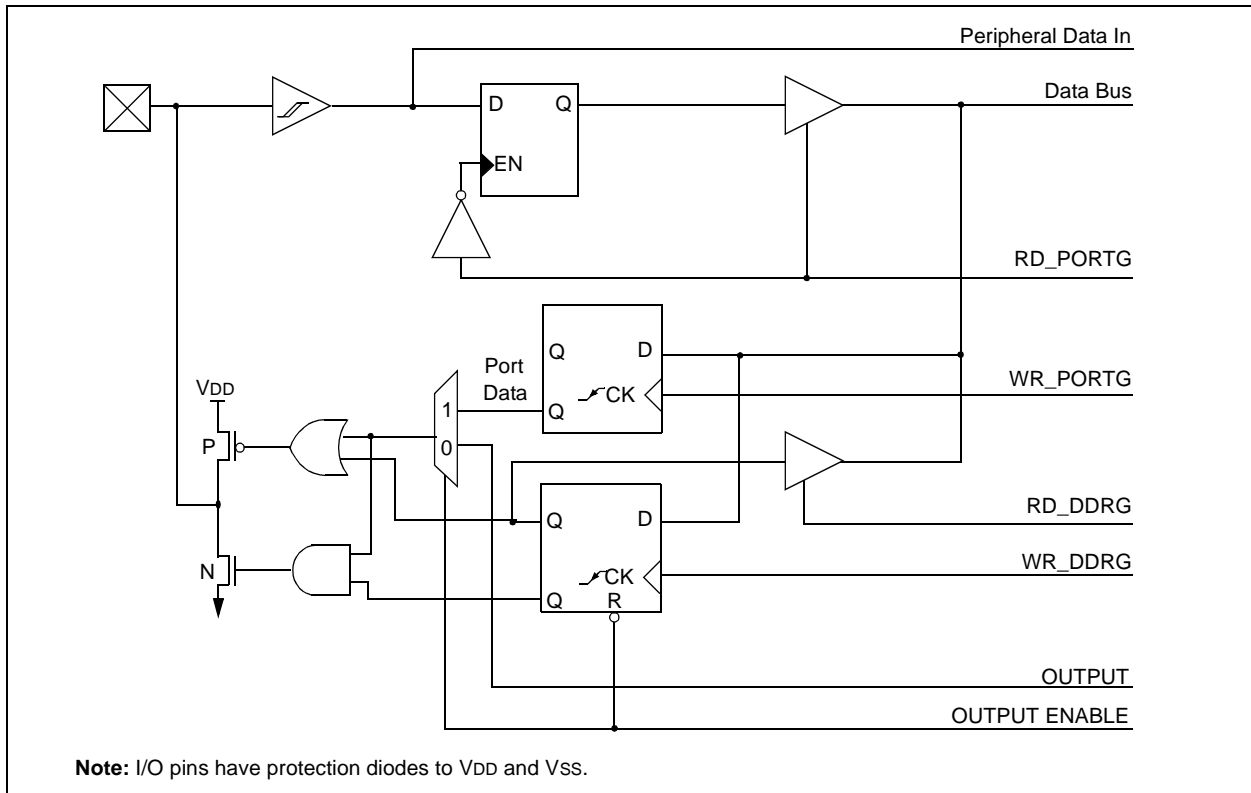 Peripheral Data In
D Q
Data Bus
EN
RD_PORTG
Q D
Port
Data
WR_PORTG
VDD
1
Q CK
P
0
RD_DDRG
Q D
N
CK
WR_DDRG
Q R
OUTPUT
OUTPUT ENABLE
Note: I/O pins have protection diodes to VDD and VSS.